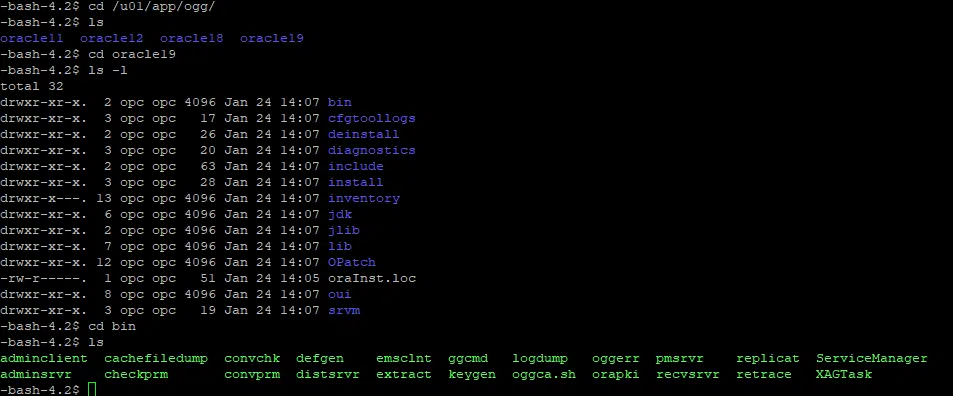 -bash-4.2$ cd /u01/app/ogg/
-bash-4.2$ ls
oracle11  oracle12  oracle18  oracle19
-bash-4.2$ cd oracle19
-bash-4.2$ ls -l
total 32
drwxr-xr-x.  2 opc opc 4096 Jan 24 14:07 bin
drwxr-xr-x.  3 opc opc   17 Jan 24 14:07 cfgtoollogs
drwxr-xr-x.  2 opc opc   26 Jan 24 14:07 deinstall
drwxr-xr-x.  3 opc opc   20 Jan 24 14:07 diagnostics
drwxr-xr-x.  2 opc opc   63 Jan 24 14:07 include
drwxr-xr-x.  3 opc opc   28 Jan 24 14:07 install
drwxr-x---. 13 opc opc 4096 Jan 24 14:07 inventory
drwxr-xr-x.  6 opc opc 4096 Jan 24 14:07 jdk
drwxr-xr-x.  2 opc opc 4096 Jan 24 14:07 jlib
drwxr-xr-x.  7 opc opc 4096 Jan 24 14:07 lib
drwxr-xr-x. 12 opc opc 4096 Jan 24 14:07 OPatch
-rw-r-----.  1 opc opc   51 Jan 24 14:05 oraInst.loc
drwxr-xr-x.  8 opc opc 4096 Jan 24 14:07 oui
drwxr-xr-x.  3 opc opc   19 Jan 24 14:07 srvm
-bash-4.2$ cd bin
-bash-4.2$ ls
adminclient  cachefiledump  convchk  defgen    emsclnt  ggcmd   logdump   oggerr  pmsrvr    replicat  ServiceManager
adminsrvr    checkprm       convprm  distsrvr  extract  keygen  oggca.sh  orapki  recvsrvr  retrace   XAGTask
-bash-4.2$